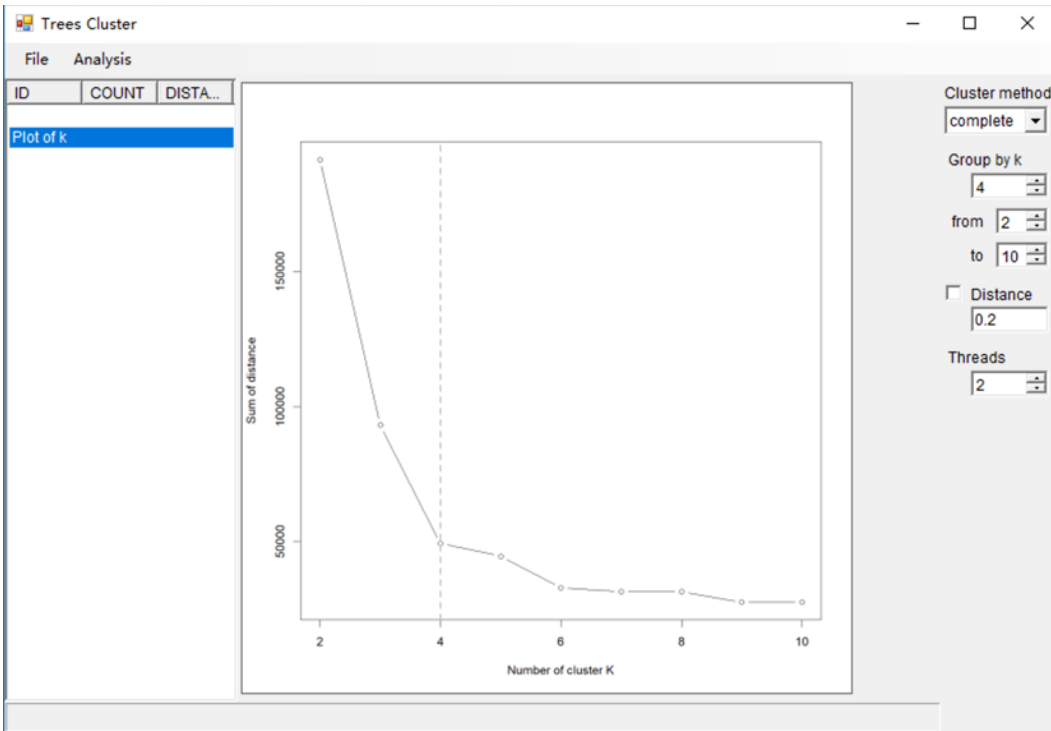 Trees Cluster
File Analysis
ID COUNT DISTA...
Plot of k
150000
100000
50000
Sum of distance
2 4 6 8 10
Number of cluster K
Cluster method
complete
Group by k
4
from 2
to 10
Distance
0.2
Threads
2